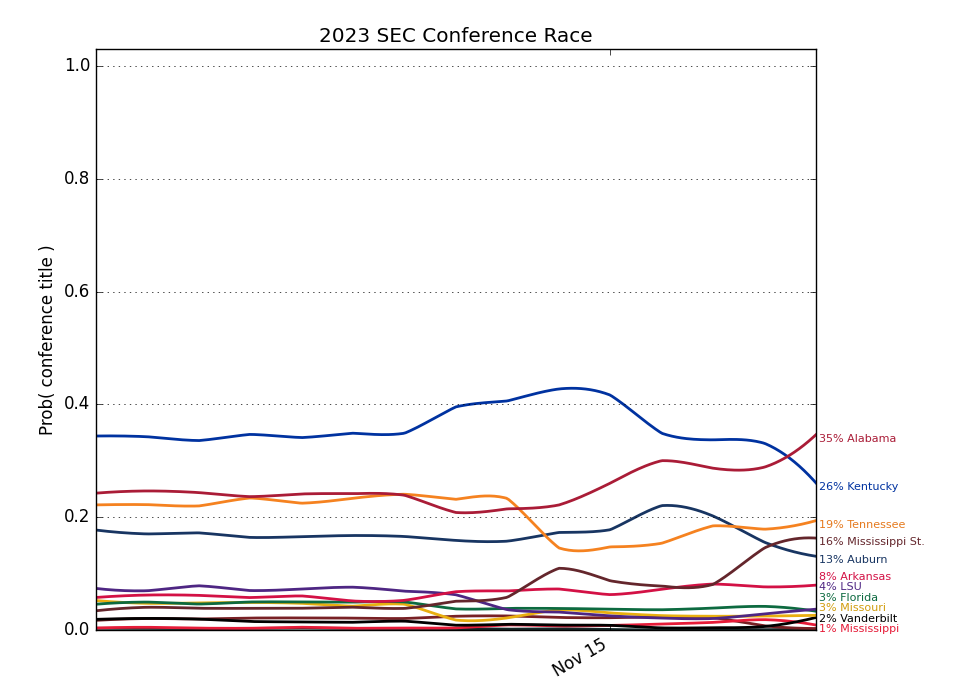 2023 SEC Conference Race
Prob( conference title )
1.0
0.8
0.6
0.4
0.2
0.0
Nov 15
35% Alabama
26% Kentucky
19% Tennessee
16% Mississippi St.
13% Auburn
8% Arkansas
4% LSU
3% Florida
3% Missouri
2% Vanderbilt
1% Mississippi